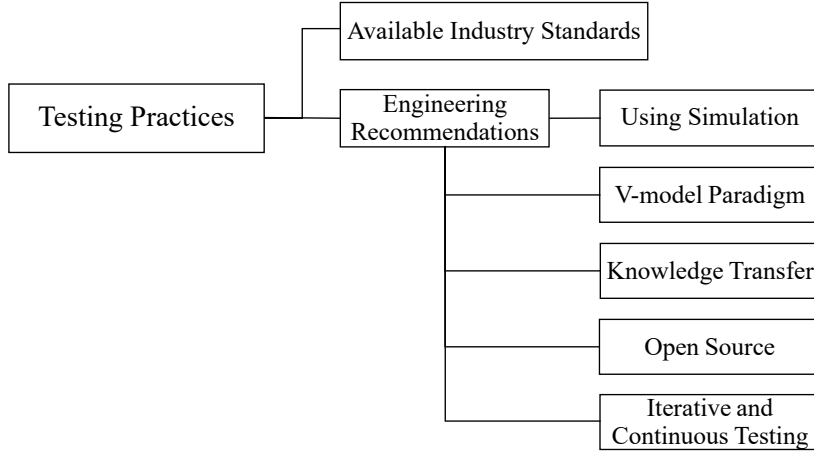 Available Industry Standards
Testing Practices
Engineering
Recommendations
Using Simulation
V-model Paradigm
Knowledge Transfer
Open Source
Iterative and
Continuous Testing